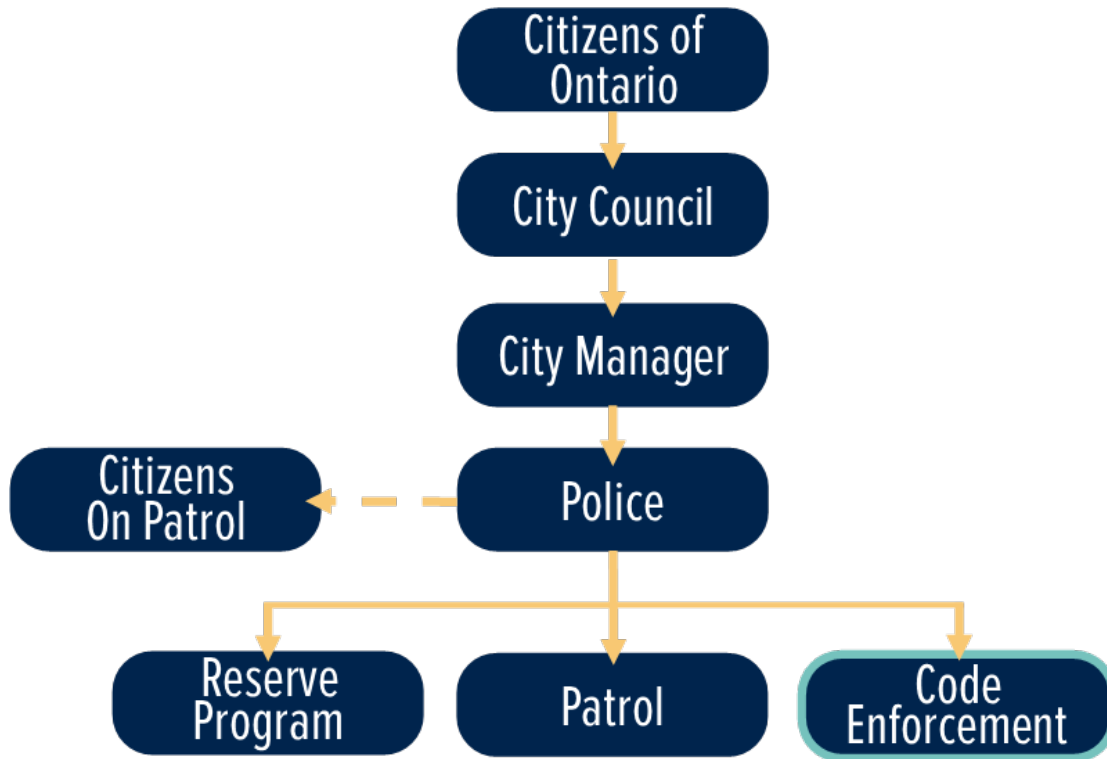 Citizens of
Ontario
City Council
City Manager
Citizens
On Patrol
Police
Reserve
Program
Patrol
Code
Enforcement